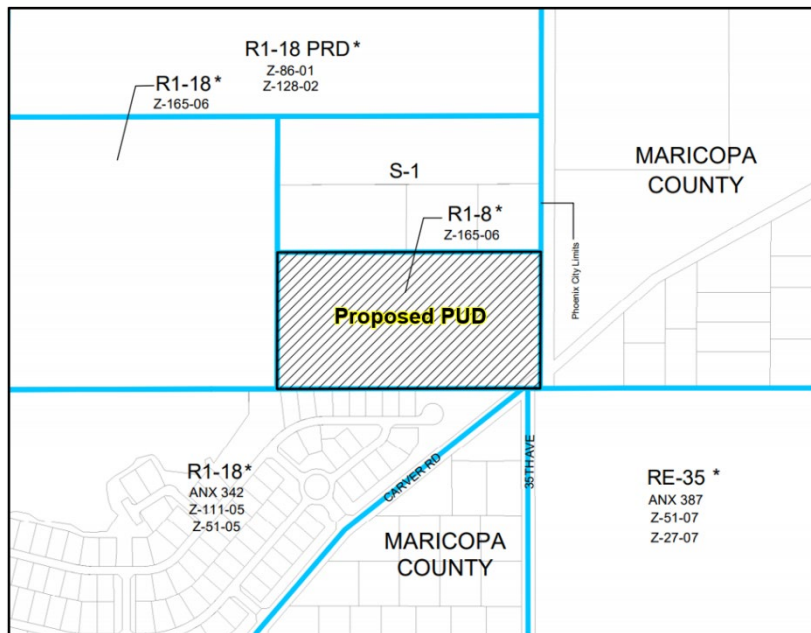 R1-18 PRD*
Z-86-01
Z-128-02
R1-18*
Z-165-06
MARICOPA
COUNTY
S-1
R1-8*
Z-165-06
Phoenix City Limits
Proposed PUD
R1-18*
ANX 342
Z-111-05
Z-51-05
CARVER RD
35TH AVE
RE-35 *
ANX 387
Z-51-07
Z-27-07
MARICOPA
COUNTY